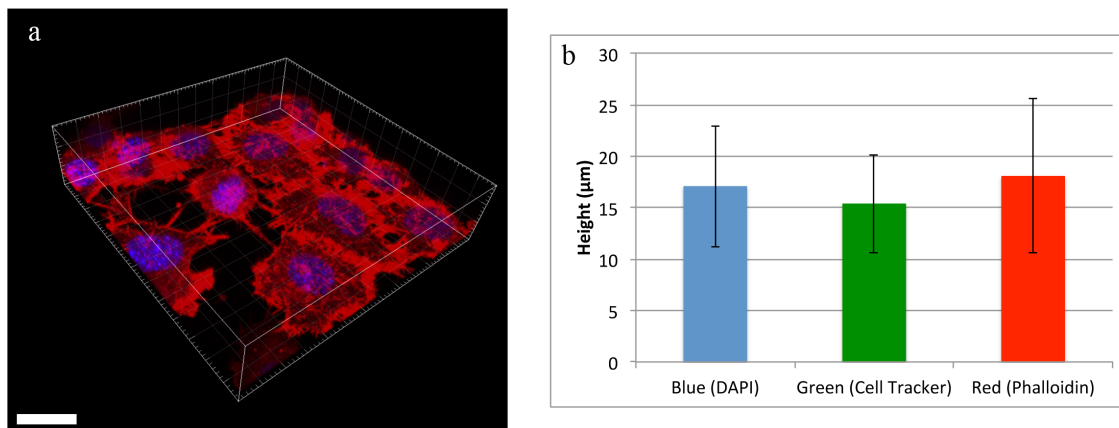 a
b
30
25
20
15
10
5
0
Height (µm)
Blue (DAPI)
Green (Cell Tracker)
Red (Phalloidin)